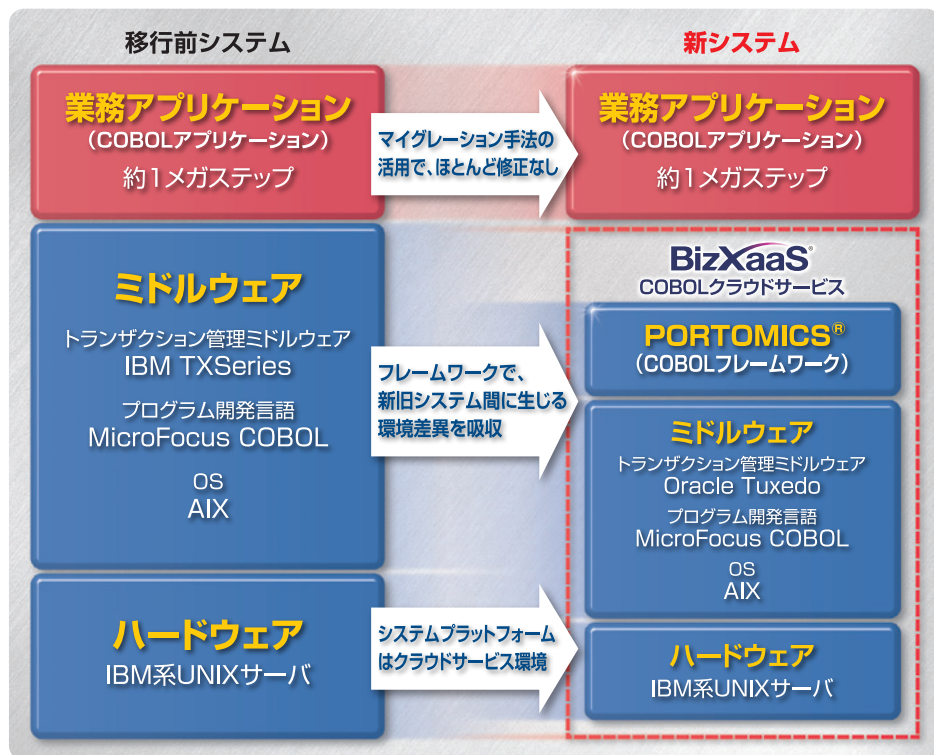 移行前システム
新システム
業務アプリケーション
（COBOLアプリケーション）
約1メガステップ
マイグレーション手法の
活用で、ほとんど修正なし
業務アプリケーション
（COBOLアプリケーション）
約1メガステップ
ミドルウェア
トランザクション管理ミドルウェア
IBM TXSeries
プログラム開発言語
MicroFocus COBOL
OS
AIX
フレームワークで、
新旧システム間に生じる
環境差異を吸収
BizXaaS®
COBOLクラウドサービス
PORTOMICS®
（COBOLフレームワーク）
ミドルウェア
トランザクション管理ミドルウェア
Oracle Tuxedo
プログラム開発言語
MicroFocus COBOL
OS
AIX
ハードウェア
IBM系UNIXサーバ
システムプラットフォーム
はクラウドサービス環境
ハードウェア
IBM系UNIXサーバ